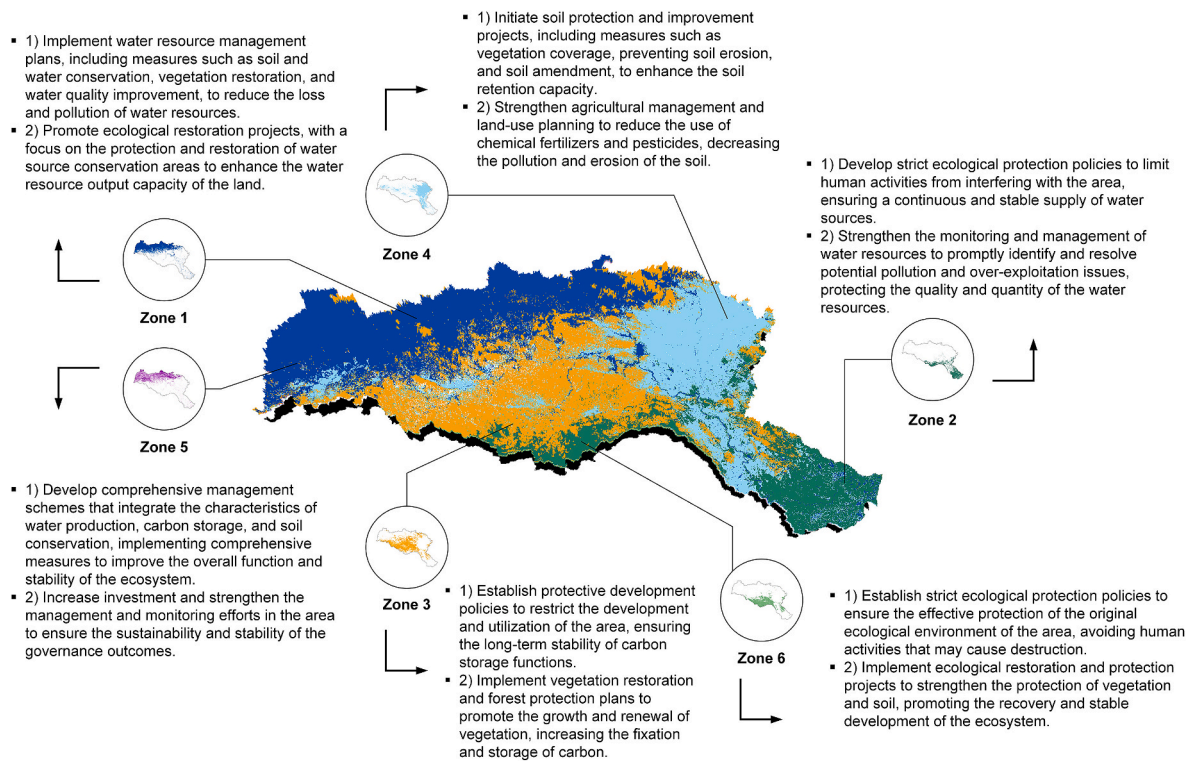 ▪ 1) Implement water resource management
plans, including measures such as soil and
water conservation, vegetation restoration, and
water quality improvement, to reduce the loss
and pollution of water resources.
▪ 2) Promote ecological restoration projects, with a
focus on the protection and restoration of water
source conservation areas to enhance the water
resource output capacity of the land.
▪ 1) Initiate soil protection and improvement
projects, including measures such as
vegetation coverage, preventing soil erosion,
and soil amendment, to enhance the soil
retention capacity.
▪ 2) Strengthen agricultural management and
land-use planning to reduce the use of
chemical fertilizers and pesticides, decreasing
the pollution and erosion of the soil.
▪ 1) Develop strict ecological protection policies to limit
human activities from interfering with the area,
ensuring a continuous and stable supply of water
sources.
▪ 2) Strengthen the monitoring and management of
water resources to promptly identify and resolve
potential pollution and over-exploitation issues,
protecting the quality and quantity of the water
resources.
Zone 4
Zone 1
Zone 2
Zone 5
▪ 1) Develop comprehensive management
schemes that integrate the characteristics of
water production, carbon storage, and soil
conservation, implementing comprehensive
measures to improve the overall function and
stability of the ecosystem.
▪ 2) Increase investment and strengthen the
management and monitoring efforts in the area
to ensure the sustainability and stability of the
governance outcomes.
Zone 3
▪ 1) Establish protective development
policies to restrict the development
and utilization of the area, ensuring
the long-term stability of carbon
storage functions.
▪ 2) Implement vegetation restoration
and forest protection plans to
promote the growth and renewal of
vegetation, increasing the fixation
and storage of carbon.
Zone 6
▪ 1) Establish strict ecological protection policies to
ensure the effective protection of the original
ecological environment of the area, avoiding human
activities that may cause destruction.
▪ 2) Implement ecological restoration and protection
projects to strengthen the protection of vegetation
and soil, promoting the recovery and stable
development of the ecosystem.